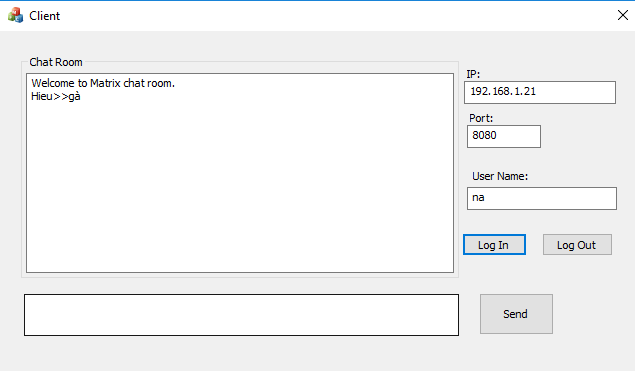 Client
Chat Room
Welcome to Matrix chat room.
Hieu>>gà
IP:
192.168.1.21
Port:
8080
User Name:
na
Log In
Log Out
Send